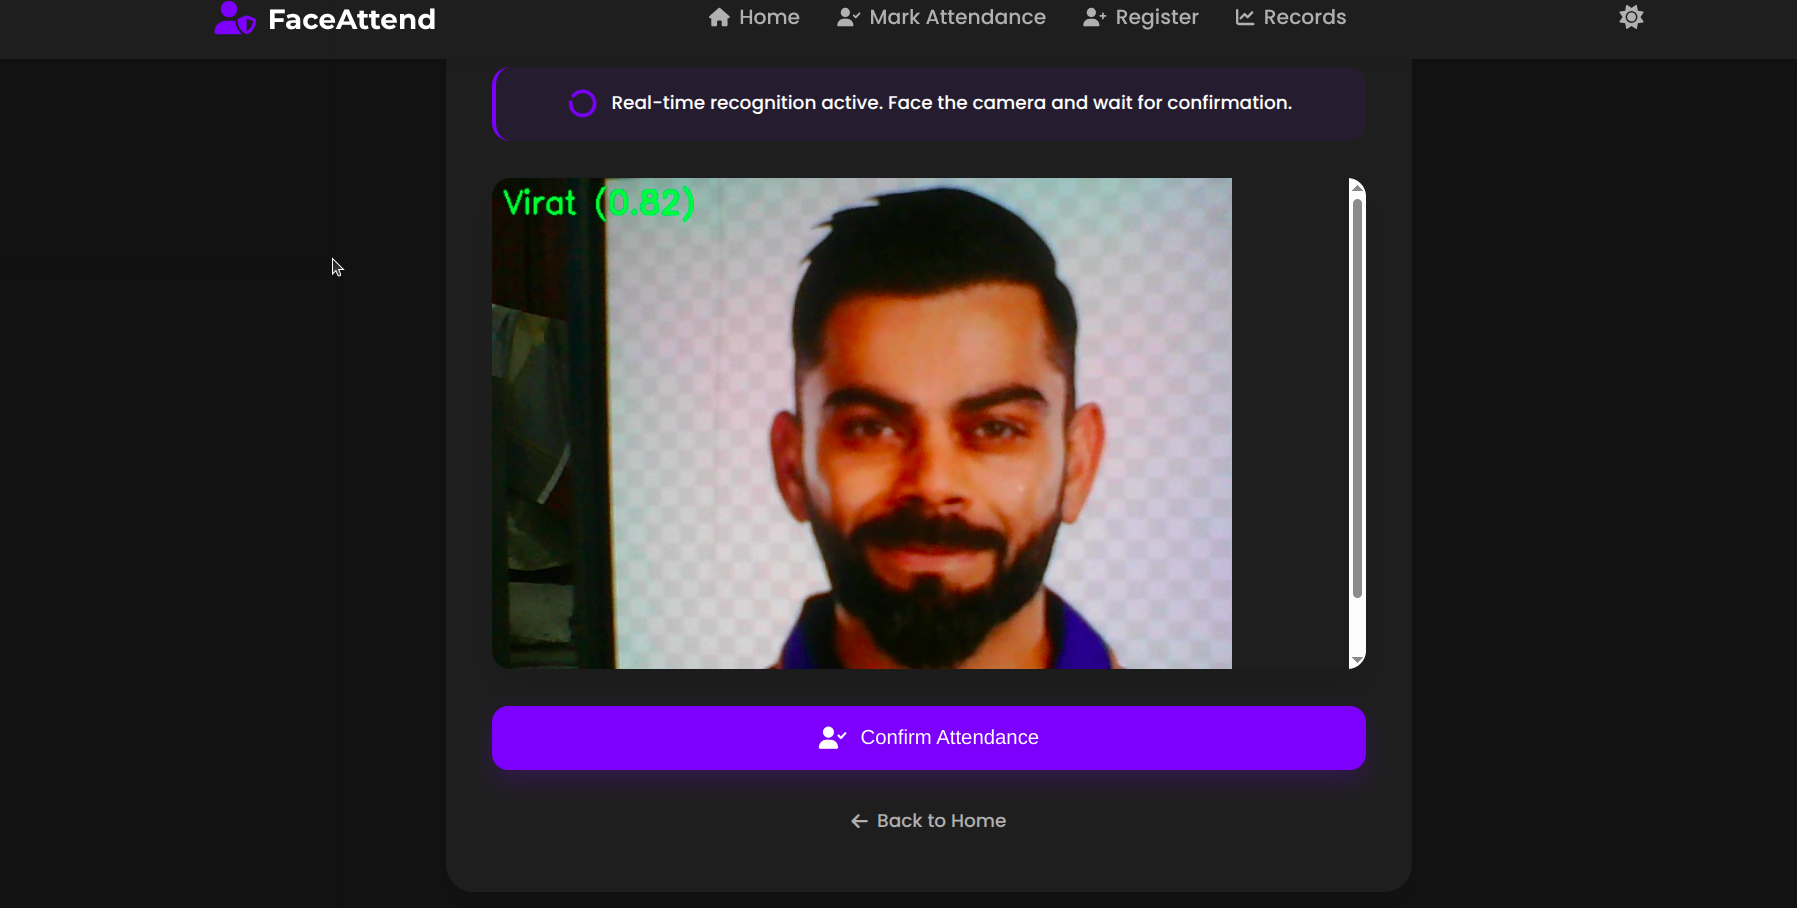 FaceAttend
Home
Mark Attendance
Register
Records
Real-time recognition active. Face the camera and wait for confirmation.
Virat (0.82)
Confirm Attendance
Back to Home